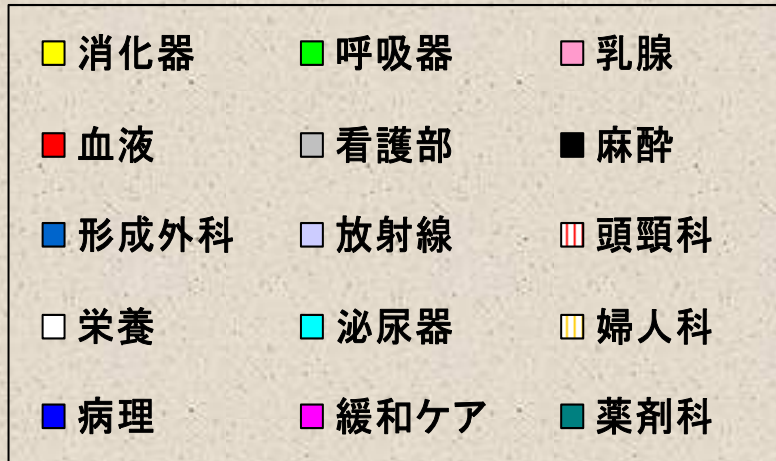 消化器 呼吸器 乳腺
血液 看護部 麻酔
形成外科 放射線 頭頸科
栄養 泌尿器 婦人科
病理 緩和ケア 薬剤科